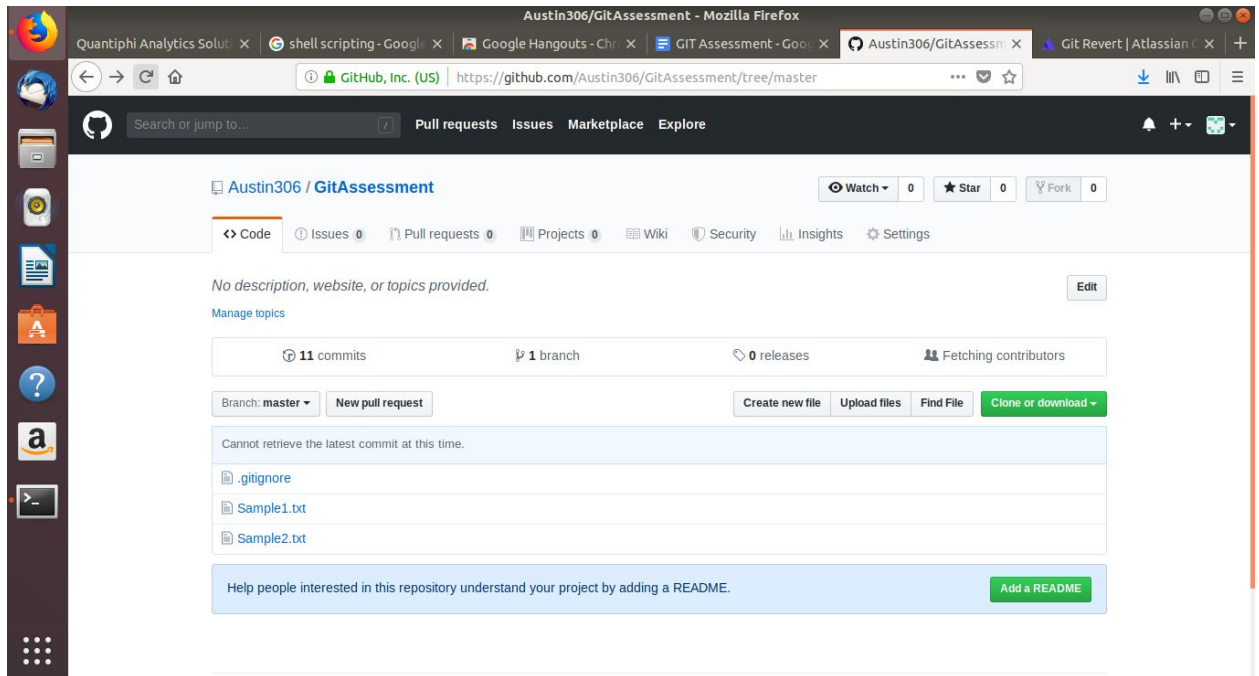 Austin306/GitAssessment - Mozilla Firefox
Quantiphi Analytics Soluti
shell scripting - Google
Google Hangouts - Chr
GIT Assessment - Goog
Austin306/GitAssessm
Git Revert | Atlassian
GitHub, Inc. (US) https://github.com/Austin306/GitAssessment/tree/master
Search or jump to... / Pull requests Issues Marketplace Explore
Austin306 / GitAssessment Watch 0 Star 0 Fork 0
Code Issues 0 Pull requests 0 Projects 0 Wiki Security Insights Settings
No description, website, or topics provided. Edit
Manage topics
11 commits 1 branch 0 releases Fetching contributors
Branch: master New pull request Create new file Upload files Find File Clone or download
Cannot retrieve the latest commit at this time.
.gitignore
Sample1.txt
Sample2.txt
Help people interested in this repository understand your project by adding a README. Add a README